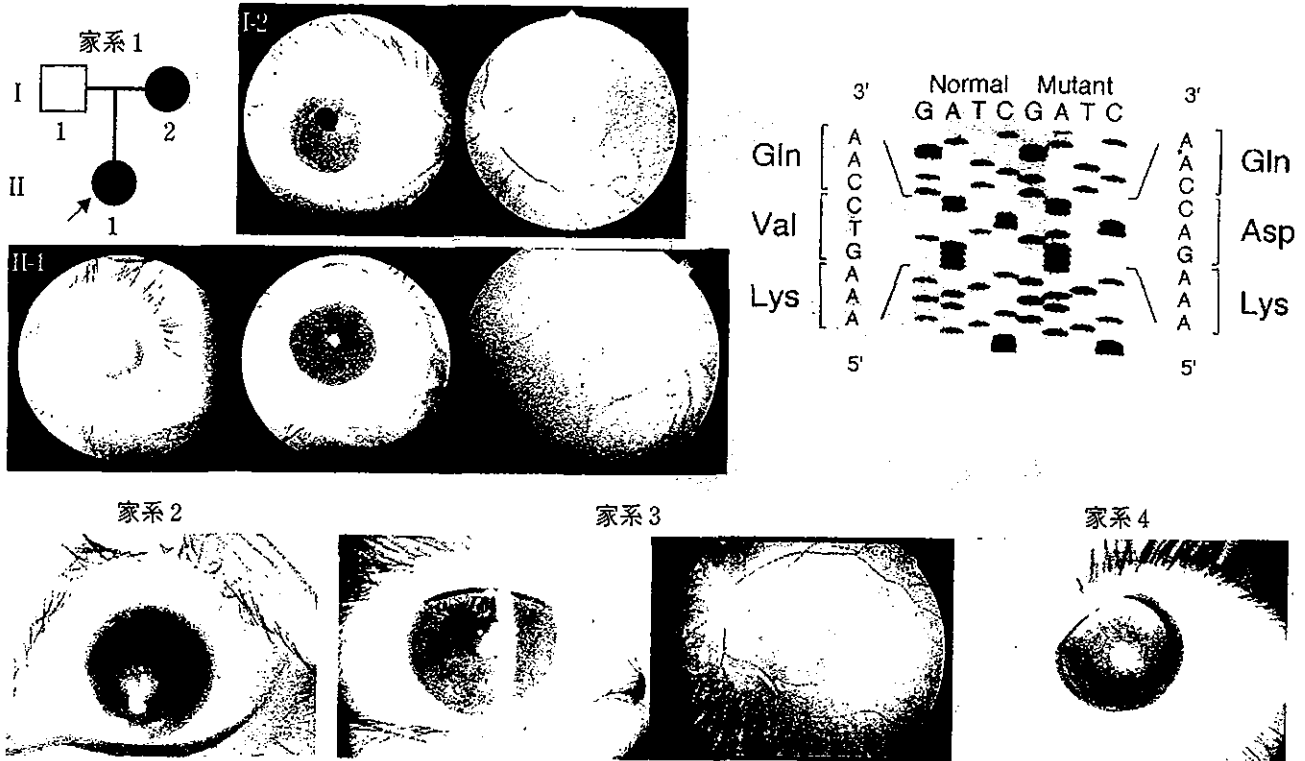 家系1
I
1
2
II
1
I-2
II-1
Normal Mutant
3'
G A T C G A T C
3'
Gln
A
A
C
Val
C
T
G
Lys
A
A
A
5'
A
A
C
Gln
C
A
G
Asp
A
A
A
Lys
5'
家系2
家系3
家系4